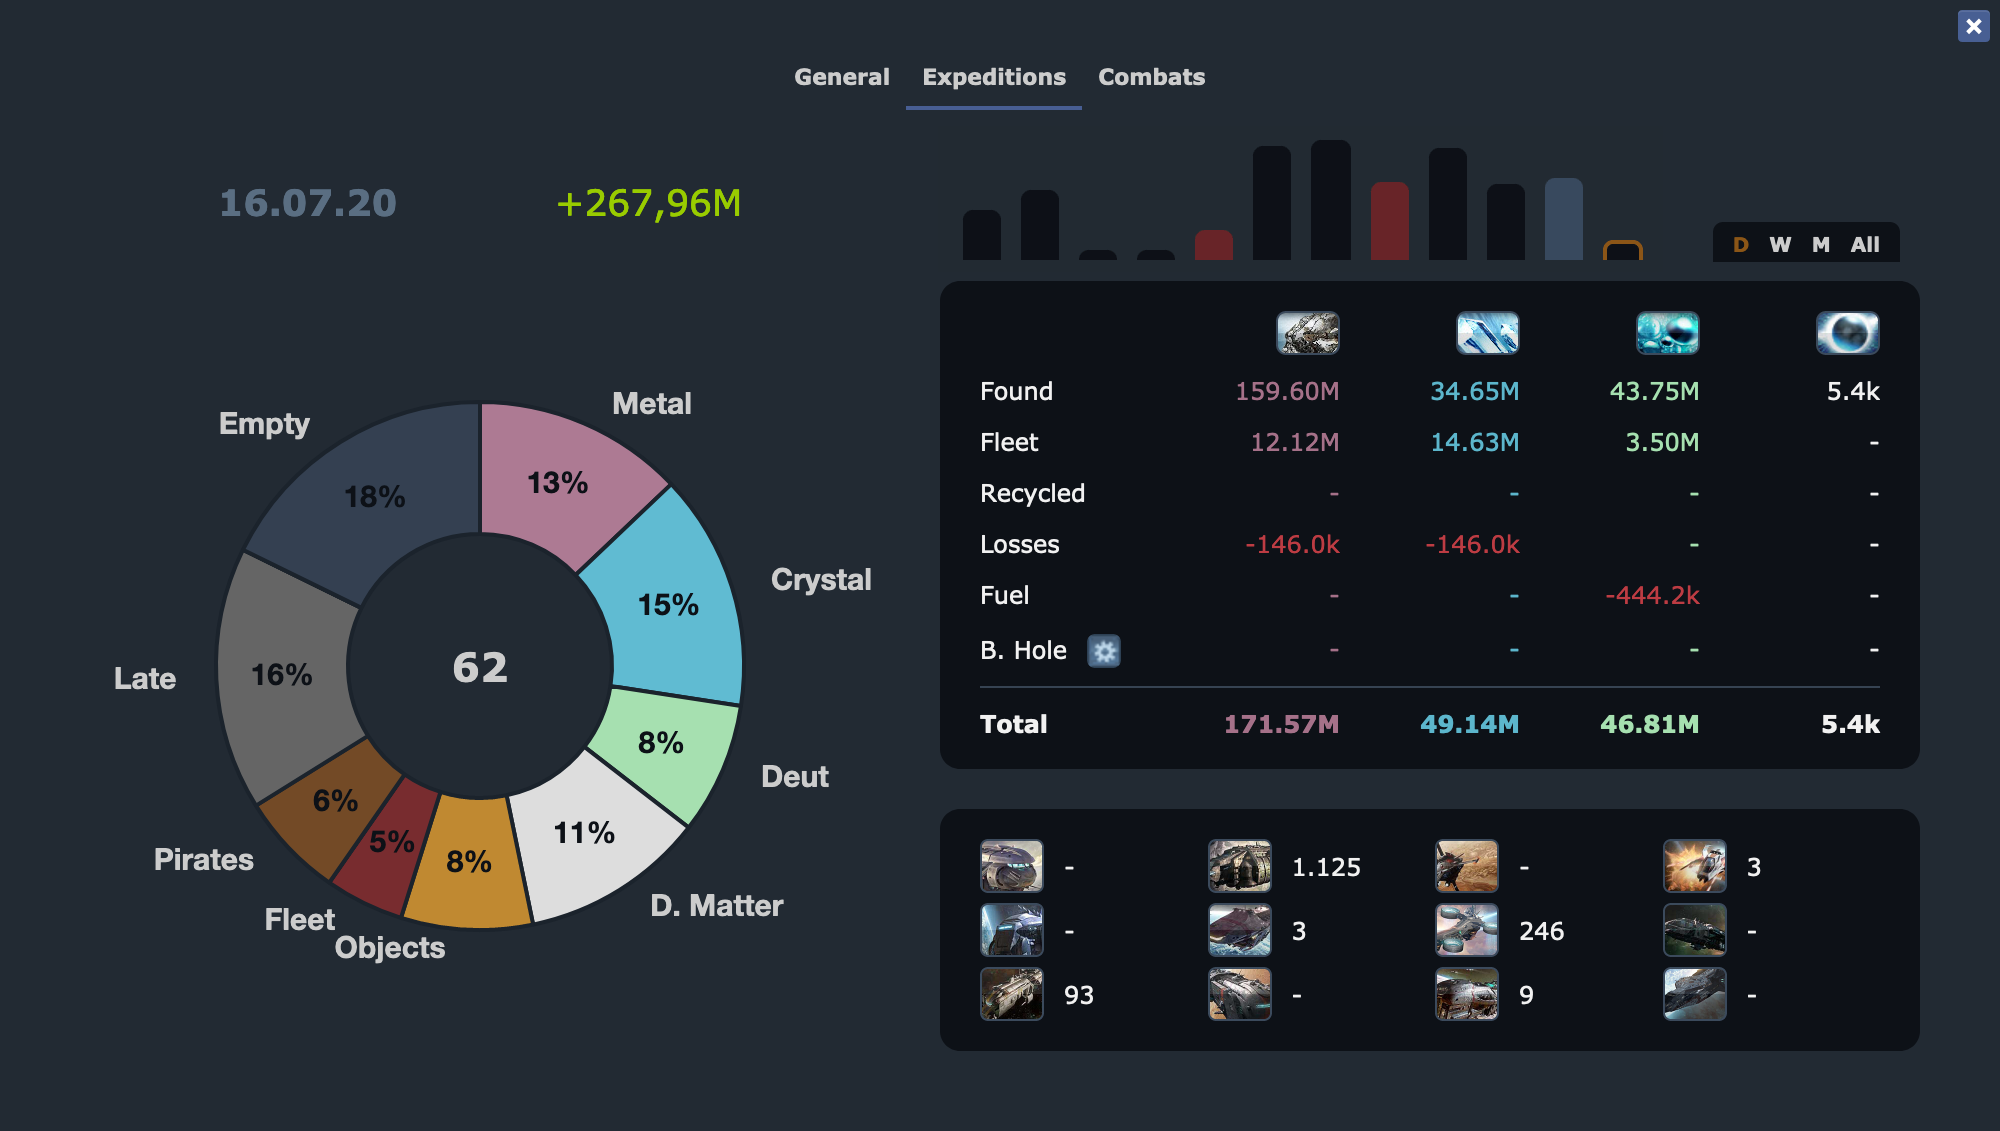 General Expeditions Combats
16.07.20 +267,96M
D W M All
Empty
Metal
18%
13%
Crystal
15%
62
Late
16%
8%
Deut
6%
5%
8%
11%
Pirates
Fleet
Objects
D. Matter
Found 159.60M 34.65M 43.75M 5.4k
Fleet 12.12M 14.63M 3.50M -
Recycled - - - -
Losses -146.0k -146.0k - -
Fuel - - -444.2k -
B. Hole - - - -
Total 171.57M 49.14M 46.81M 5.4k
- 1.125 - 3
- 3 246 -
93 - 9 -